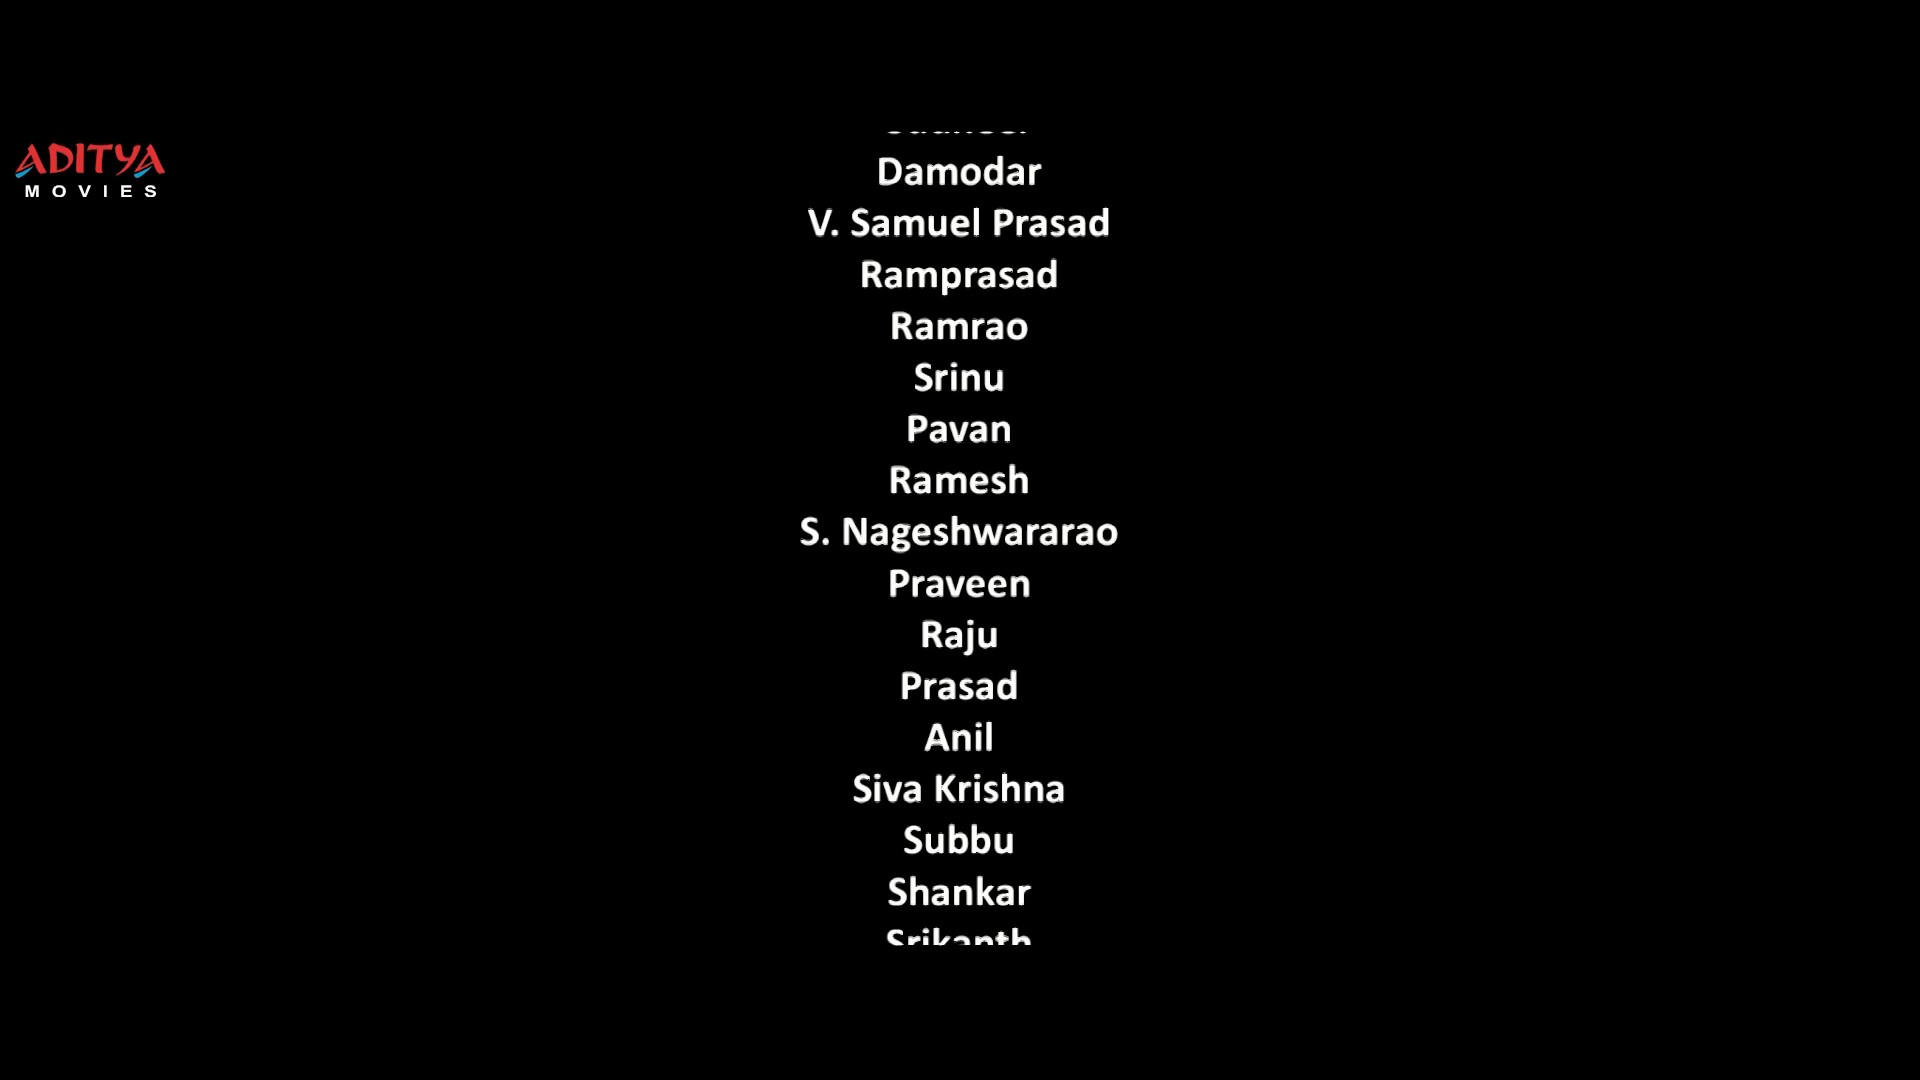 ADITYA
MOVIES
Damodar
V. Samuel Prasad
Ramprasad
Ramrao
Srinu
Pavan
Ramesh
S. Nageshwararao
Praveen
Raju
Prasad
Anil
Siva Krishna
Subbu
Shankar
Srikanth